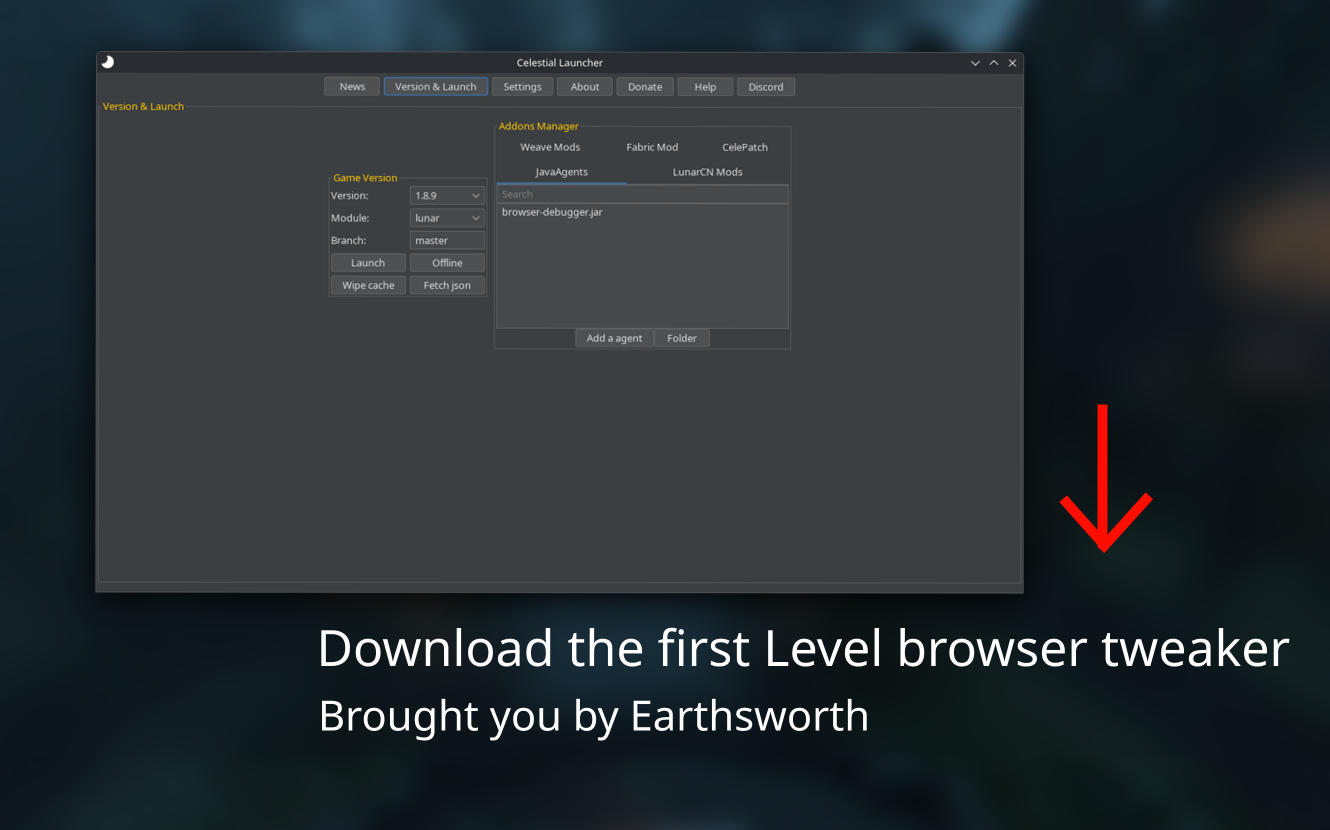 Celestial Launcher
News Version & Launch Settings About Donate Help Discord
Version & Launch
Addons Manager
Weave Mods Fabric Mod CelePatch
JavaAgents LunarCN Mods
Search
browser-debugger.jar
Add a agent Folder
Game Version
Version: 1.8.9
Module: lunar
Branch: master
Launch Offline
Wipe cache Fetch json
Download the first Level browser tweaker
Brought you by Earthsworth